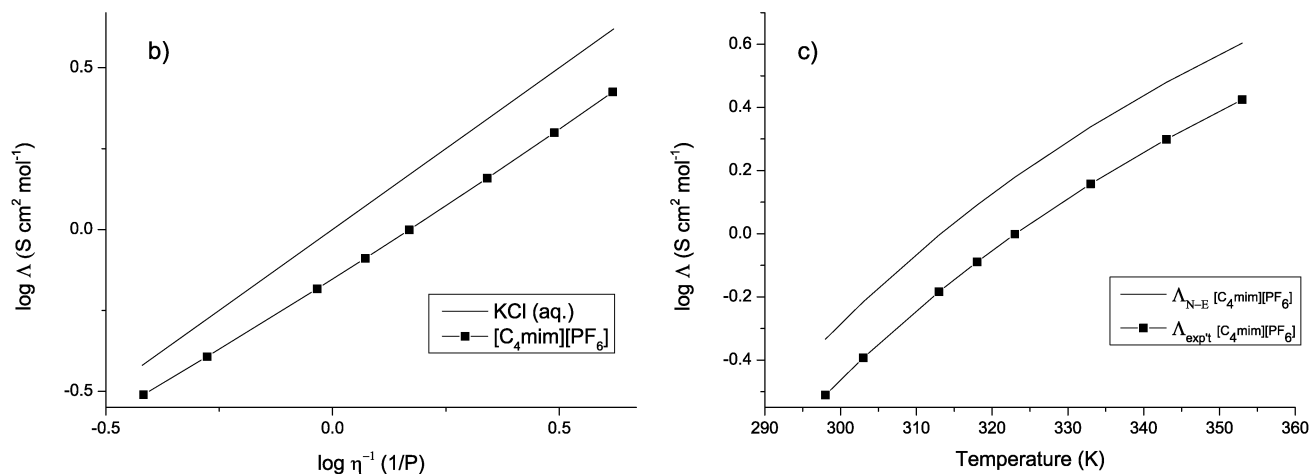 b)
0.5
0.0
-0.5
log Λ (S cm² mol⁻¹)
-0.5
0.0
0.5
log η⁻¹ (1/P)
KCl (aq.)
[C₄mim][PF₆]
c)
0.6
0.4
0.2
0.0
-0.2
-0.4
log Λ (S cm² mol⁻¹)
290
300
310
320
330
340
350
360
Temperature (K)
Λ_N–E [C₄mim][PF₆]
Λ_exp't [C₄mim][PF₆]